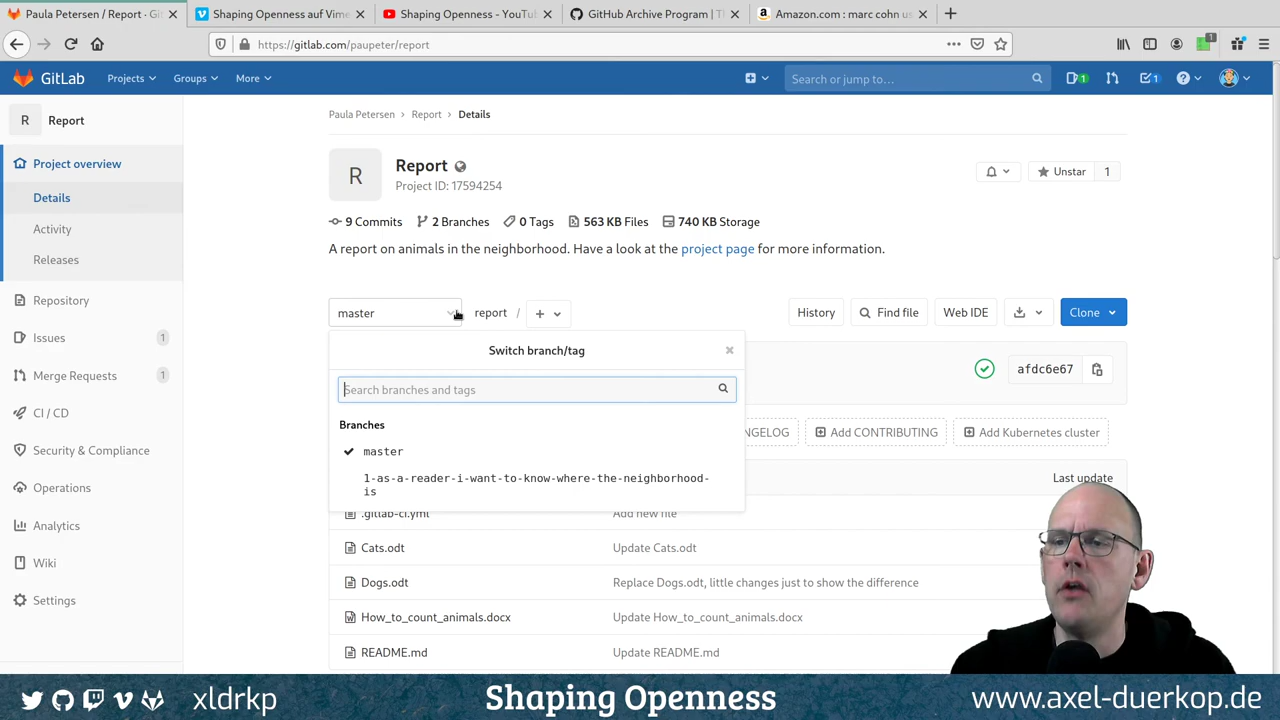 Paula Petersen / Report · Git
Shaping Openness auf Vime
Shaping Openness - YouTu
GitHub Archive Program | Th
Amazon.com : marc cohn us
https://gitlab.com/paupeter/report
1
GitLab
Projects
Groups
More
Search or jump to...
1
1
R
Report
Project overview
Details
Activity
Releases
Repository
Issues
1
Merge Requests
1
CI / CD
Security & Compliance
Operations
Analytics
Wiki
Settings
Paula Petersen > Report > Details
R
Report
Project ID: 17594254
Unstar
1
9 Commits
2 Branches
0 Tags
563 KB Files
740 KB Storage
A report on animals in the neighborhood. Have a look at the project page for more information.
master
report /
+
History
Find file
Web IDE
Clone
Switch branch/tag
Search branches and tags
Branches
master
1-as-a-reader-i-want-to-know-where-the-neighborhood-
is
afdc6e67
NGELOG
Add CONTRIBUTING
Add Kubernetes cluster
Last update
.gitlab-ci.yml
Add new file
Cats.odt
Update Cats.odt
Dogs.odt
Replace Dogs.odt, little changes just to show the difference
How_to_count_animals.docx
Update How_to_count_animals.docx
README.md
Update README.md
xldrkp
Shaping Openness
www.axel-duerkop.de